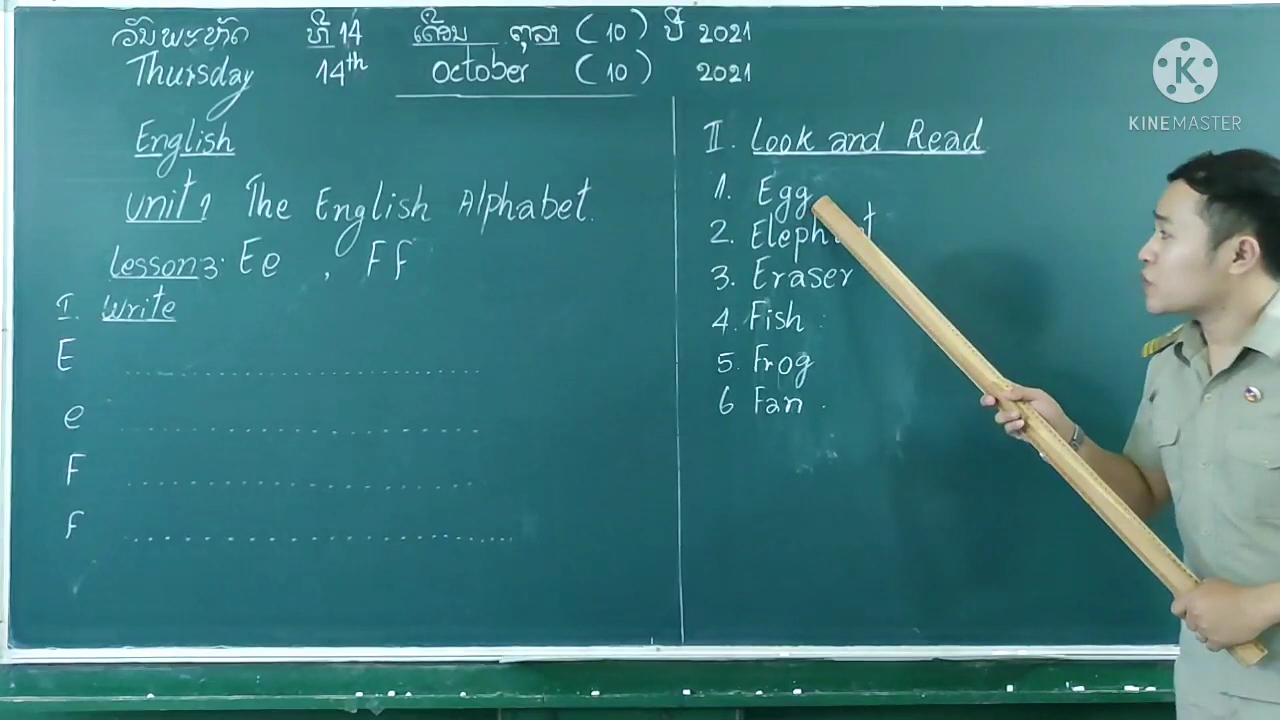 ວັນພະຫັດ ທີ 14 ເດືອນ ຕຸລາ (10) ປີ 2021
Thursday 14th October (10) 2021
English
Unit 1 The English Alphabet.
Lesson 3: Ee , Ff
I. Write
E ........................................
e ........................................
F ........................................
f ........................................
II. Look and Read
1. Egg
2. Elephant
3. Eraser
4. Fish
5. Frog
6 Fan
KINEMASTER